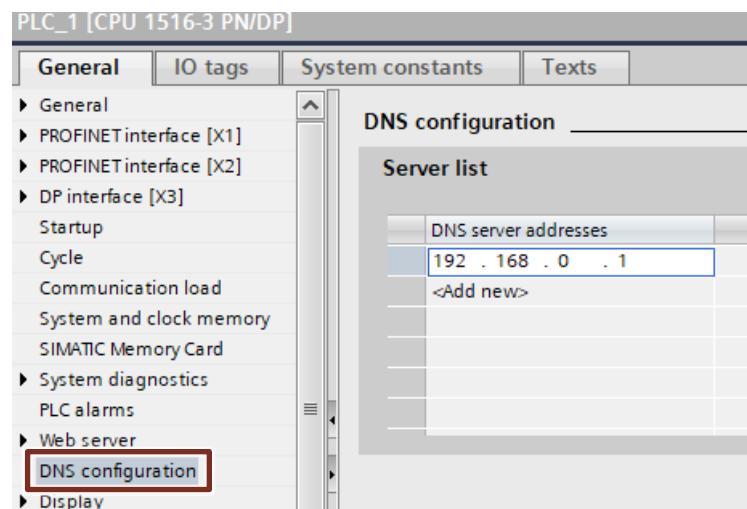 PLC_1 [CPU 1516-3 PN/DP]
General IO tags System constants Texts
General
PROFINET interface [X1]
PROFINET interface [X2]
DP interface [X3]
Startup
Cycle
Communication load
System and clock memory
SIMATIC Memory Card
System diagnostics
PLC alarms
Web server
DNS configuration
Display
DNS configuration
Server list
DNS server addresses
192 . 168 . 0 . 1
<Add new>